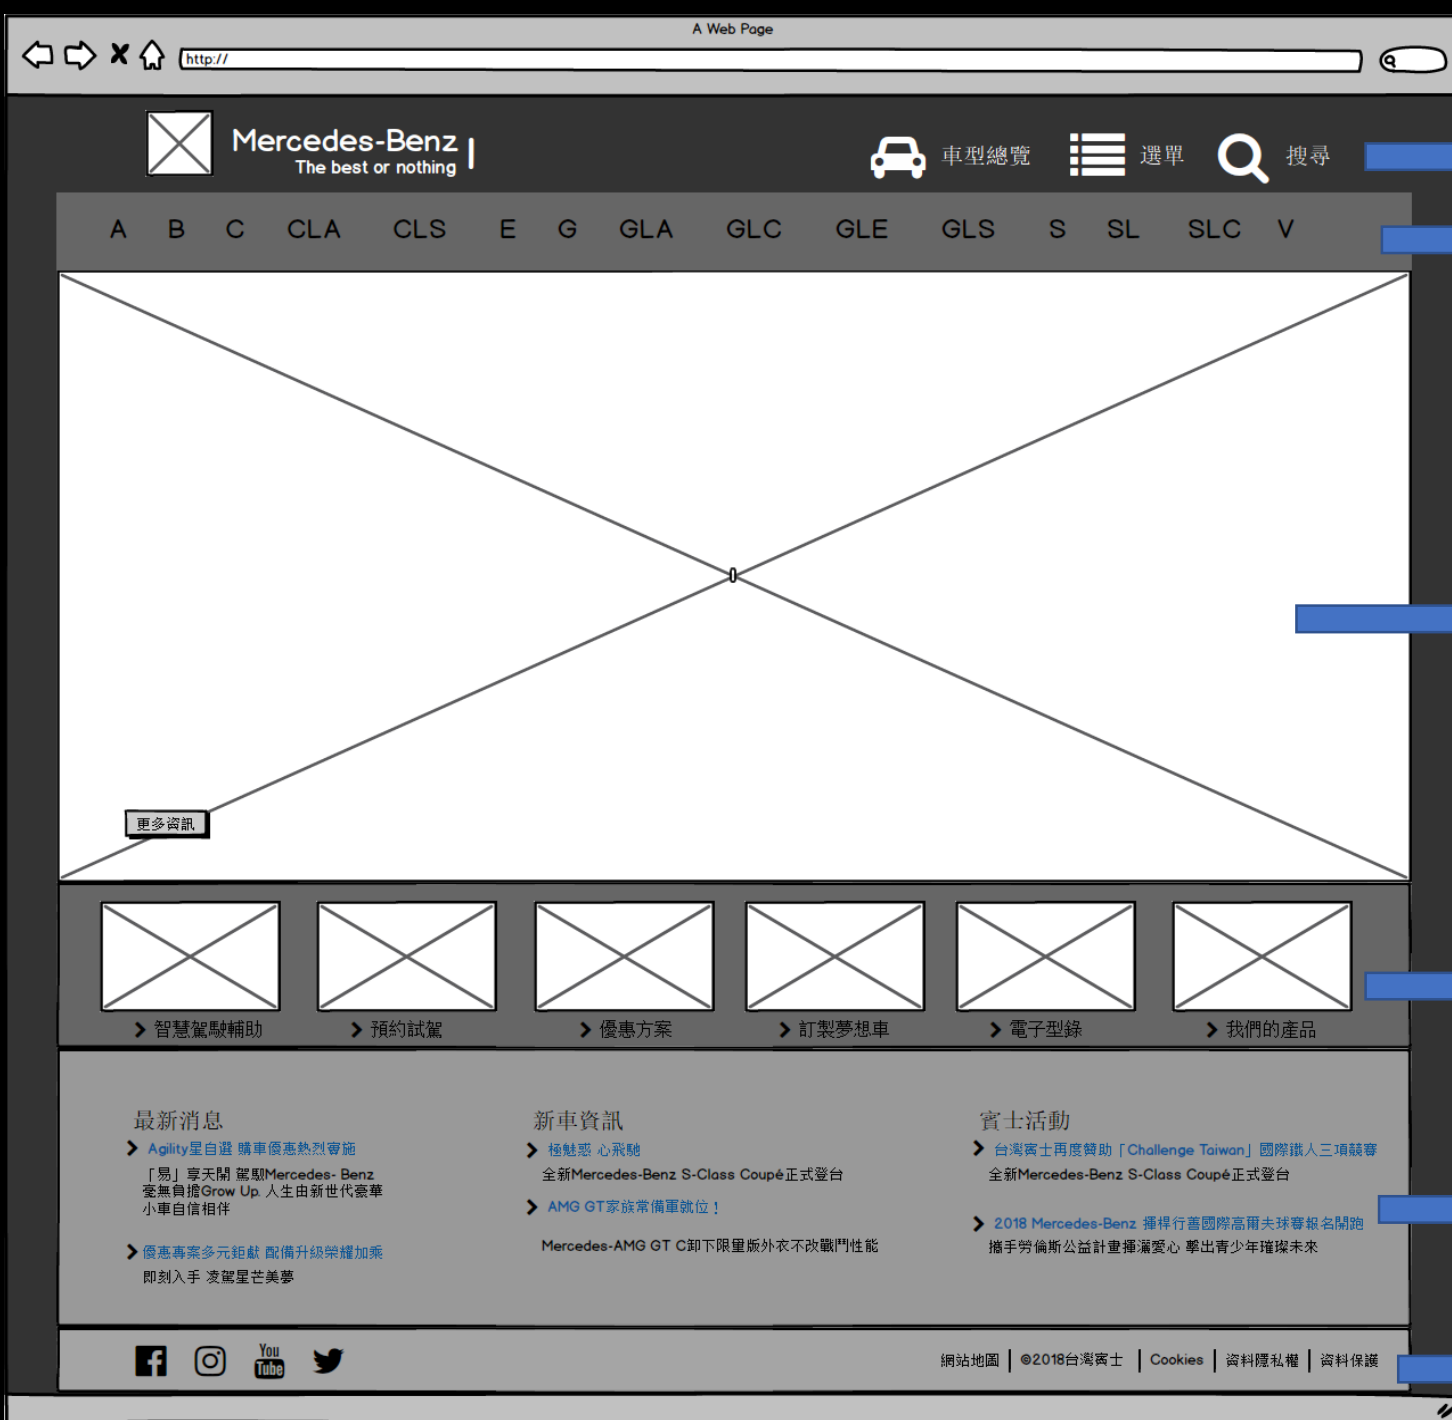 A Web Page
http://
Mercedes-Benz
The best or nothing
車型總覽
選單
搜尋
A B C CLA CLS E G GLA GLC GLE GLS S SL SLC V
更多資訊
智慧駕駛輔助
預約試駕
優惠方案
訂製夢想車
電子型錄
我們的產品
最新消息
Agility星自選 購車優惠熱烈實施
「易」享天開 駕馭Mercedes- Benz
毫無負擔Grow Up. 人生由新世代豪華
小車自信相伴
優惠專案多元鉅獻 配備升級榮耀加乘
即刻入手 凌駕星芒美夢
新車資訊
極魅惑 心飛馳
全新Mercedes-Benz S-Class Coupé正式登台
AMG GT家族常備軍就位！
Mercedes-AMG GT C卸下限量版外衣不改戰鬥性能
賓士活動
台灣賓士再度贊助「Challenge Taiwan」國際鐵人三項競賽
全新Mercedes-Benz S-Class Coupé正式登台
2018 Mercedes-Benz 揮桿行善國際高爾夫球賽報名開跑
攜手勞倫斯公益計畫揮灑愛心 擊出青少年璀璨未來
You
Tube
網站地圖
©2018台灣賓士
Cookies
資料隱私權
資料保護